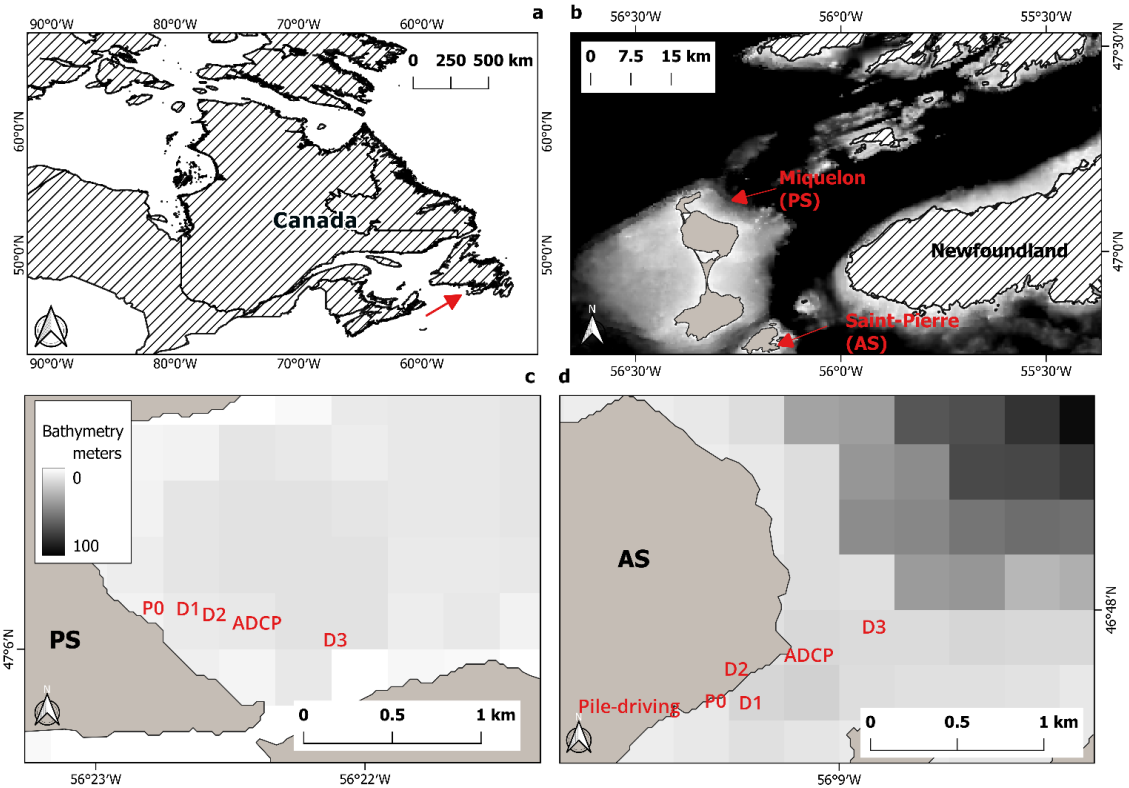 a
90°0'W 80°0'W 70°0'W 60°0'W
0 250 500 km
60°0'N
50°0'N
Canada
N
90°0'W 80°0'W 70°0'W 60°0'W
b
56°30'W 56°0'W 55°30'W
0 7.5 15 km
47°30'N
Miquelon
(PS)
47°0'N
Newfoundland
Saint-Pierre
(AS)
N
56°30'W 56°0'W 55°30'W
c
Bathymetry
meters
0
100
P0 D1 D2 ADCP D3
PS
47°6'N
N
0 0.5 1 km
56°23'W 56°22'W
d
AS
46°48'N
D3
ADCP
D2
P0 D1
Pile-driving
N
0 0.5 1 km
56°9'W